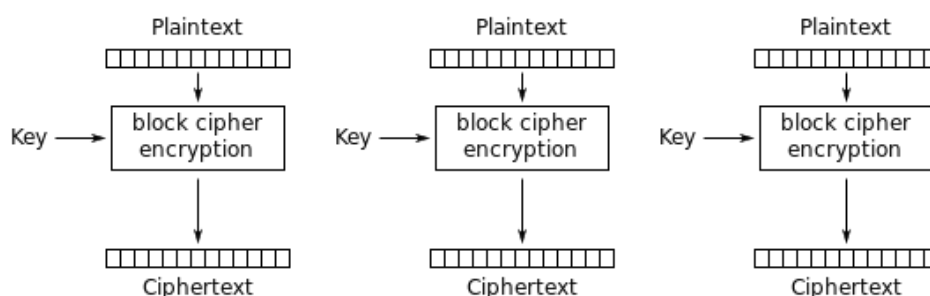 Plaintext Plaintext Plaintext
Key block cipher encryption Key block cipher encryption Key block cipher encryption
Ciphertext Ciphertext Ciphertext